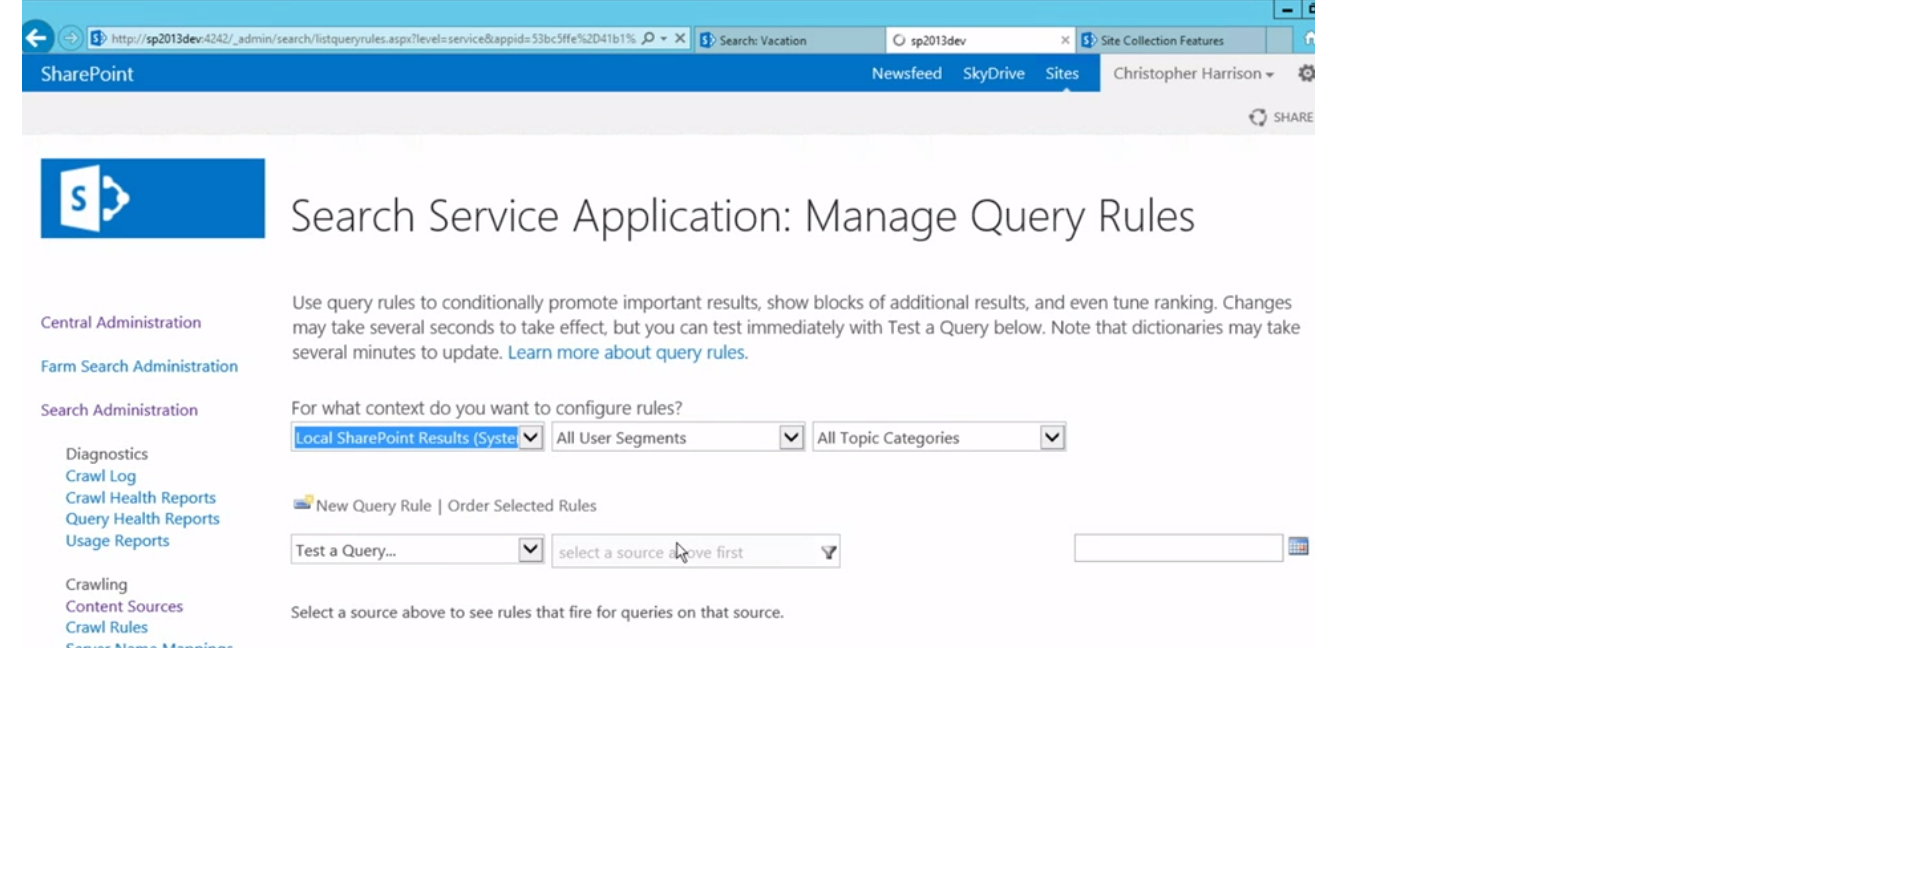 http://sp2013dev:4242/_admin/search/listqueryrules.aspx?level=service&appid=53bc5ffe%2D41b1%
Search: Vacation
sp2013dev
Site Collection Features
SharePoint
Newsfeed SkyDrive Sites Christopher Harrison
SHARE
S
Search Service Application: Manage Query Rules
Use query rules to conditionally promote important results, show blocks of additional results, and even tune ranking. Changes
may take several seconds to take effect, but you can test immediately with Test a Query below. Note that dictionaries may take
several minutes to update. Learn more about query rules.
Central Administration
Farm Search Administration
Search Administration
Diagnostics
Crawl Log
Crawl Health Reports
Query Health Reports
Usage Reports
Crawling
Content Sources
Crawl Rules
Server Name Mappings
For what context do you want to configure rules?
Local SharePoint Results (Syste
All User Segments
All Topic Categories
New Query Rule | Order Selected Rules
Test a Query...
select a source above first
Select a source above to see rules that fire for queries on that source.